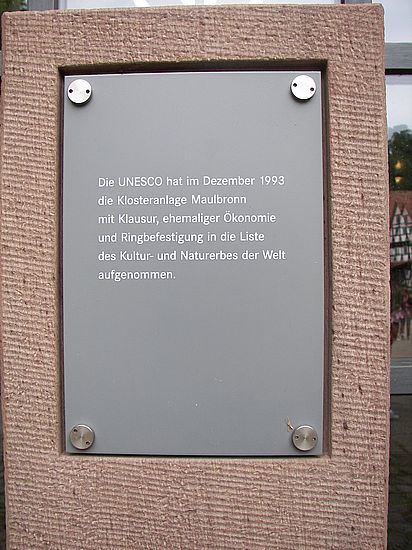 Die UNESCO hat im Dezember 1993
die Klosteranlage Maulbronn
mit Klausur, ehemaliger Ökonomie
und Ringbefestigung in die Liste
des Kultur- und Naturerbes der Welt
aufgenommen.